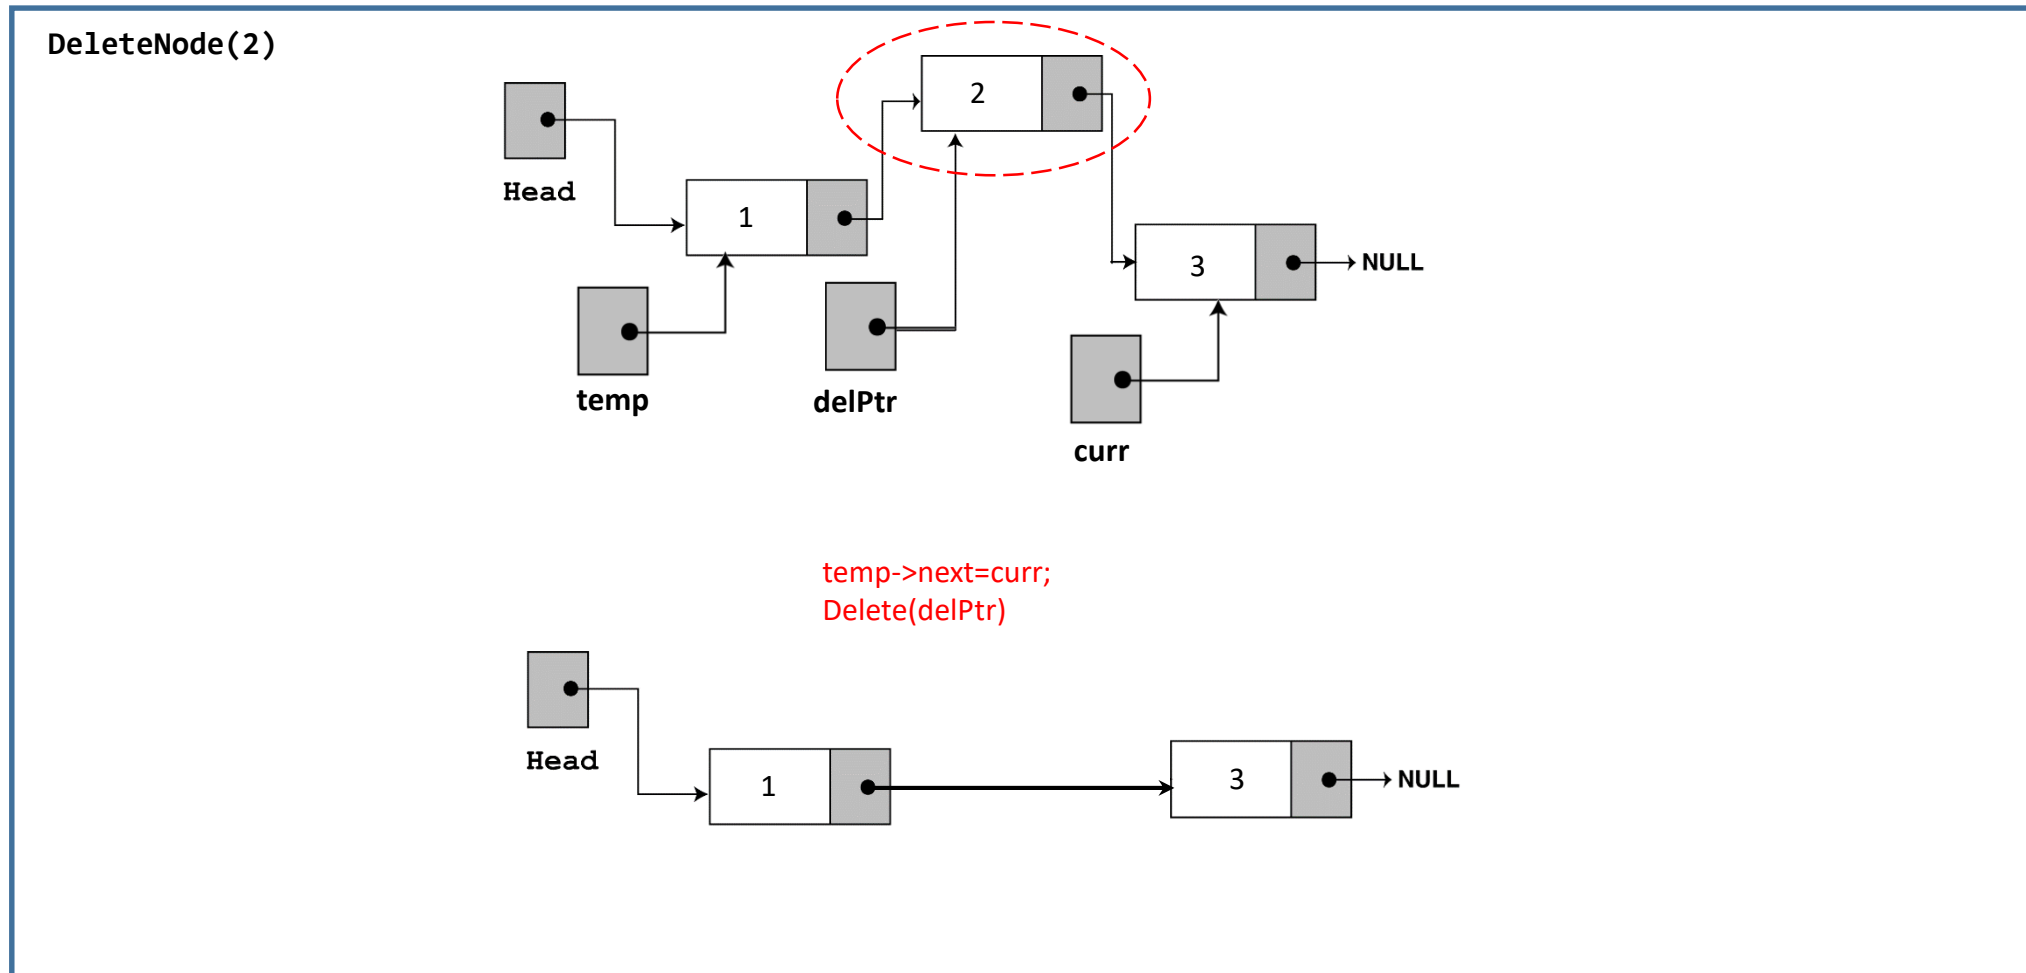 DeleteNode(2)
2
Head
1
3
NULL
temp
delPtr
curr
temp->next=curr;
Delete(delPtr)
Head
1
3
NULL